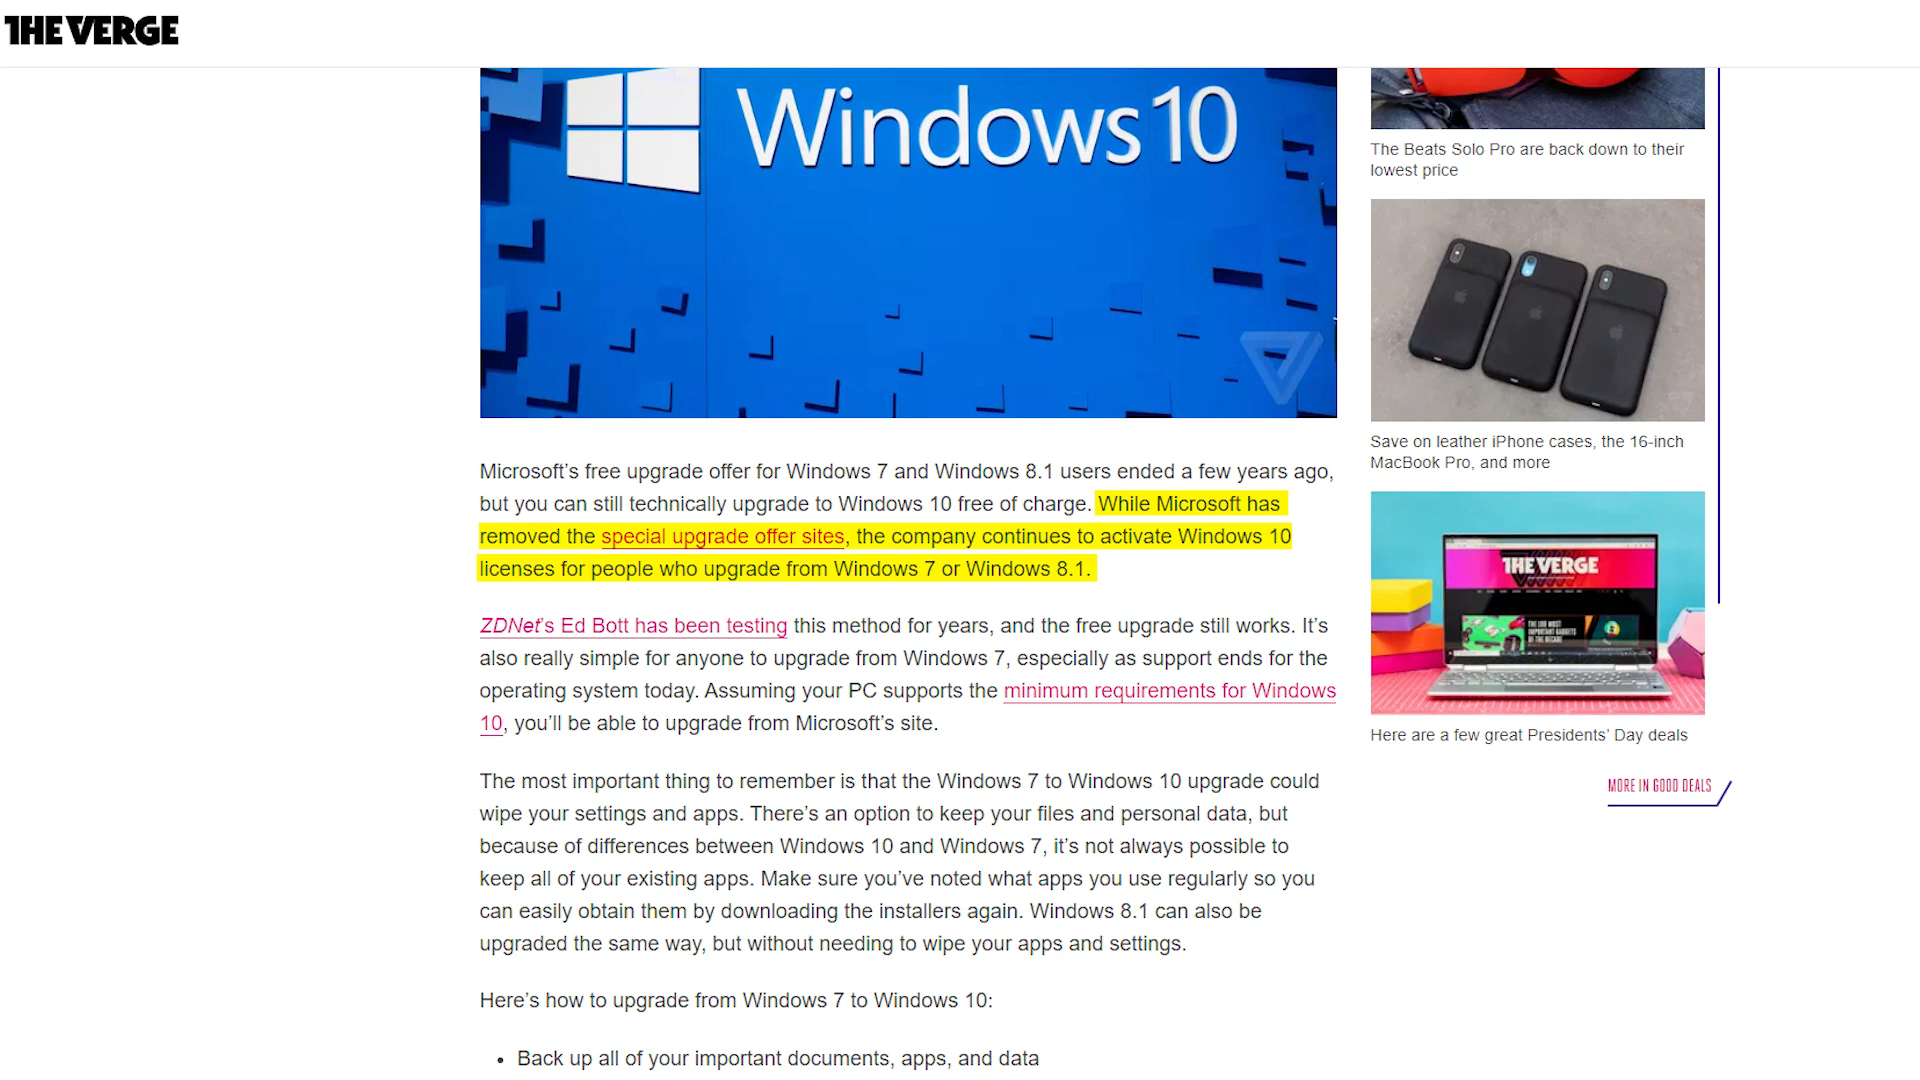 THE VERGE
Windows 10
Microsoft’s free upgrade offer for Windows 7 and Windows 8.1 users ended a few years ago,
but you can still technically upgrade to Windows 10 free of charge. While Microsoft has
removed the special upgrade offer sites, the company continues to activate Windows 10
licenses for people who upgrade from Windows 7 or Windows 8.1.
ZDNet’s Ed Bott has been testing this method for years, and the free upgrade still works. It’s
also really simple for anyone to upgrade from Windows 7, especially as support ends for the
operating system today. Assuming your PC supports the minimum requirements for Windows
10, you’ll be able to upgrade from Microsoft’s site.
The most important thing to remember is that the Windows 7 to Windows 10 upgrade could
wipe your settings and apps. There’s an option to keep your files and personal data, but
because of differences between Windows 10 and Windows 7, it’s not always possible to
keep all of your existing apps. Make sure you’ve noted what apps you use regularly so you
can easily obtain them by downloading the installers again. Windows 8.1 can also be
upgraded the same way, but without needing to wipe your apps and settings.
Here’s how to upgrade from Windows 7 to Windows 10:
• Back up all of your important documents, apps, and data
The Beats Solo Pro are back down to their
lowest price
Save on leather iPhone cases, the 16-inch
MacBook Pro, and more
THE VERGE
THE 100 MOST
IMPORTANT GADGETS
OF THE DECADE
Here are a few great Presidents’ Day deals
MORE IN GOOD DEALS